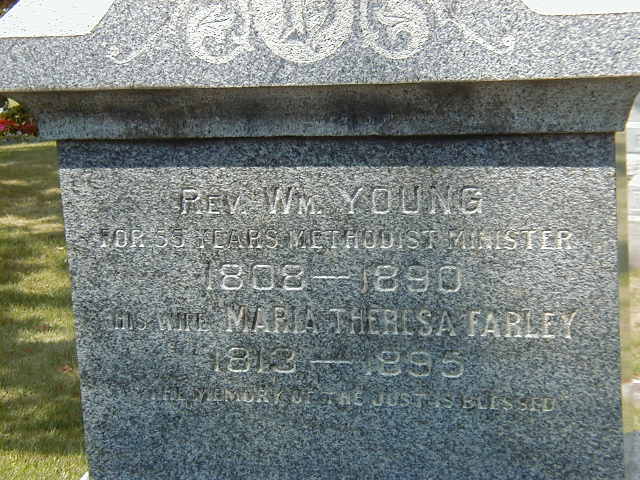 Rev. Wm. YOUNG
FOR 55 YEARS METHODIST MINISTER
1808—1890
HIS WIFE MARIA THERESA FARLEY
1813—1895
"THE MEMORY OF THE JUST IS BLESSED"